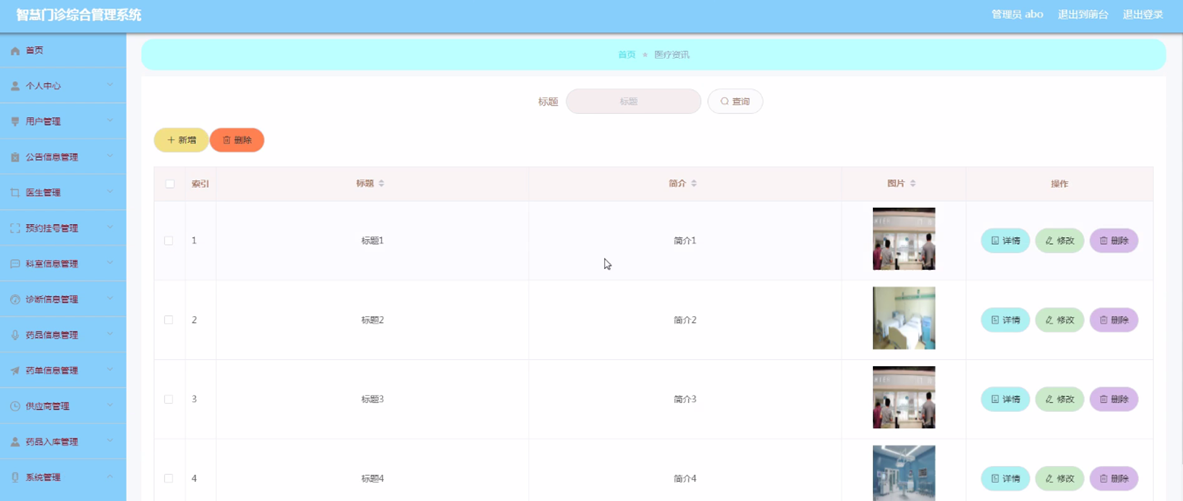 智慧门诊综合管理系统
管理员 abo 退出到前台 退出登录
首页
个人中心
用户管理
公告信息管理
医生管理
预约挂号管理
科室信息管理
诊断信息管理
药品信息管理
药单信息管理
供应商管理
药品入库管理
系统管理
首页 医疗资讯
标题 标题 查询
+ 新增 删除
索引 标题 简介 图片 操作
1 标题1 简介1 详情 修改 删除
2 标题2 简介2 详情 修改 删除
3 标题3 简介3 详情 修改 删除
4 标题4 简介4 详情 修改 删除